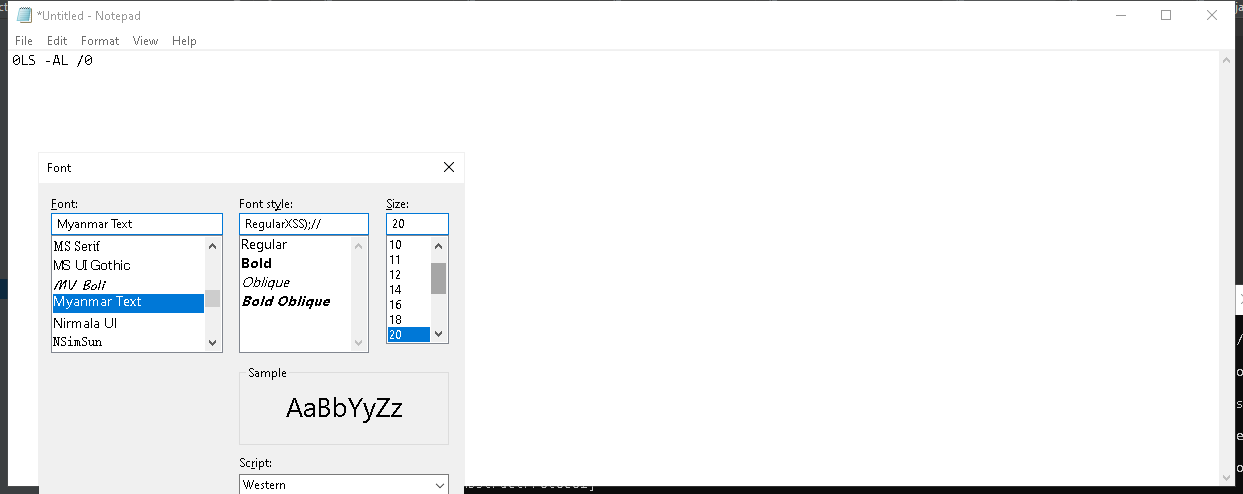 *Untitled - Notepad
File Edit Format View Help
0LS -AL /0
Font
Font: Font style: Size:
Myanmar Text RegularXSS);// 20
MS Serif Regular 10
MS UI Gothic Bold 11
MV Boli Oblique 12
Myanmar Text Bold Oblique 14
Nirmala UI 16
NSimSun 18
20
Sample
AaBbYyZz
Script:
Western